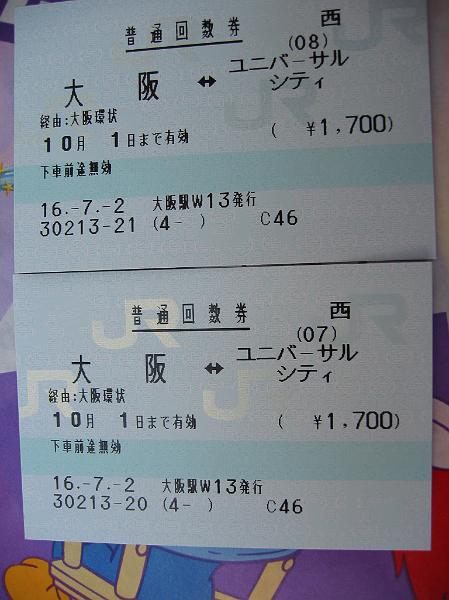 普通回数券 西
(08)
大阪 ↔ ユニバーサル
シティ
経由:大阪環状
10月 1日まで有効 ( ¥1,700)
下車前途無効
16.-7.-2 大阪駅W13発行
30213-21 (4- ) C46
普通回数券 西
(07)
大阪 ↔ ユニバーサル
シティ
経由:大阪環状
10月 1日まで有効 ( ¥1,700)
下車前途無効
16.-7.-2 大阪駅W13発行
30213-20 (4- ) C46